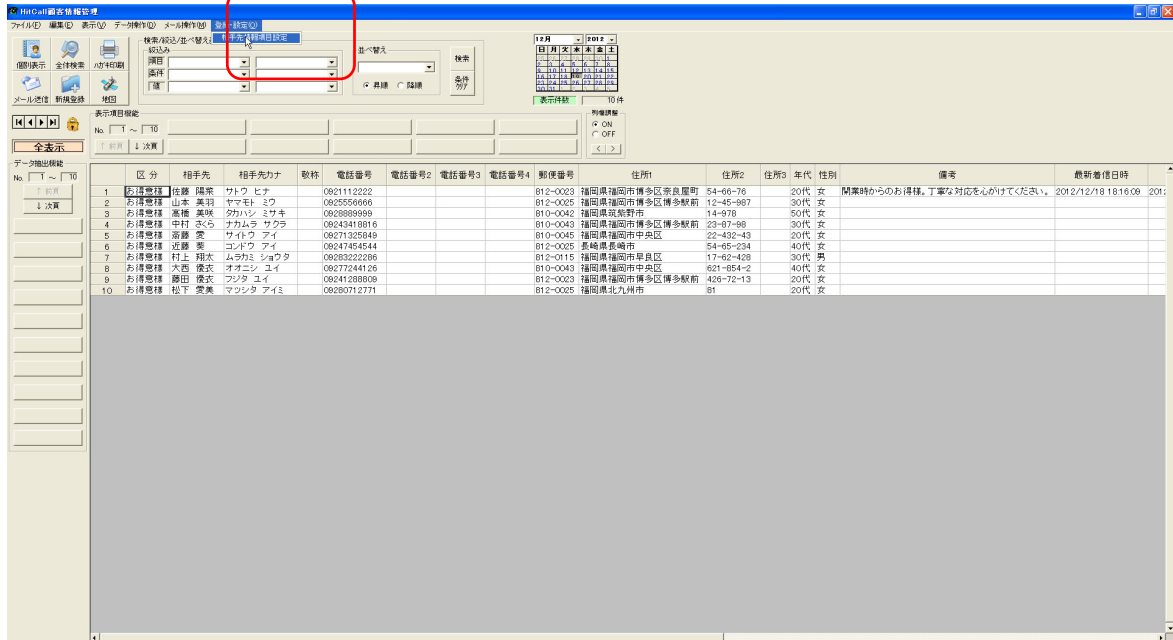 HitCall顧客情報管理
ファイル(F) 編集(E) 表示(V) データ操作(D) メール操作(M) 登録・設定(O)
相手先情報項目設定
個別表示 全体検索 ハガキ印刷
メール送信 新規登録 地図
検索/絞込/並べ替え
絞込み
項目
条件
値
並べ替え
昇順 降順
検索
条件クリア
12月 2012
日 月 火 水 木 金 土
表示件数 10 件
全表示
表示項目機能
No. 1 ～ 10
↑ 前頁 ↓ 次頁
列幅調整
ON
OFF
< >
データ抽出機能
No. 1 ～ 10
↑ 前頁
↓ 次頁
区 分 相手先 相手先カナ 敬称 電話番号 電話番号2 電話番号3 電話番号4 郵便番号 住所1 住所2 住所3 年代 性別 備考 最新着信日時
1 お得意様 佐藤 陽菜 サトウ ヒナ 0921112222 812-0023 福岡県福岡市博多区奈良屋町 54-66-76 20代 女 開業時からのお得様。丁寧な対応を心がけてください。 2012/12/18 18:16:09 201
2 お得意様 山本 美羽 ヤマモト ミウ 0925556666 812-0025 福岡県福岡市博多区博多駅前 12-45-987 30代 女
3 お得意様 高橋 美咲 タカハシ ミサキ 0928889999 810-0042 福岡県筑紫野市 14-978 50代 女
4 お得意様 中村 さくら ナカムラ サクラ 09243418816 810-0043 福岡県福岡市博多区博多駅前 23-87-98 30代 女
5 お得意様 斎藤 愛 サイトウ アイ 09271325849 810-0045 福岡県福岡市中央区 22-432-43 20代 女
6 お得意様 近藤 葵 コンドウ アイ 09247454544 812-0025 長崎県長崎市 54-65-234 40代 女
7 お得意様 村上 翔太 ムラカミ ショウタ 09283222286 812-0115 福岡県福岡市早良区 17-62-428 30代 男
8 お得意様 大西 優衣 オオニシ ユイ 09277244126 810-0043 福岡県福岡市中央区 621-854-2 40代 女
9 お得意様 藤田 優衣 フジタ ユイ 09241288809 812-0023 福岡県福岡市博多区博多駅前 426-72-13 20代 女
10 お得意様 松下 愛美 マツシタ アイミ 09280712771 812-0025 福岡県北九州市 81 20代 女